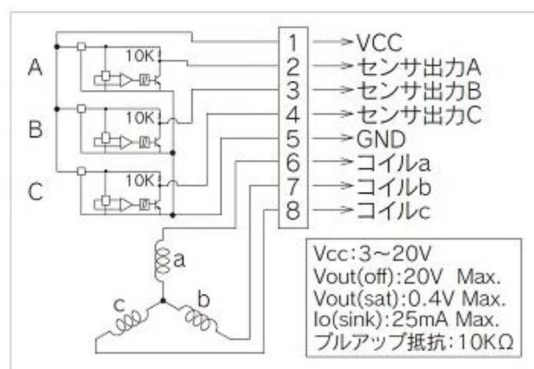 A
10K
B
10K
C
10K
1 VCC
2 センサ出力A
3 センサ出力B
4 センサ出力C
5 GND
6 コイルa
7 コイルb
8 コイルc
a
c
b
Vcc:3～20V
Vout(off):20V Max.
Vout(sat):0.4V Max.
Io(sink):25mA Max.
プルアップ抵抗:10KΩ